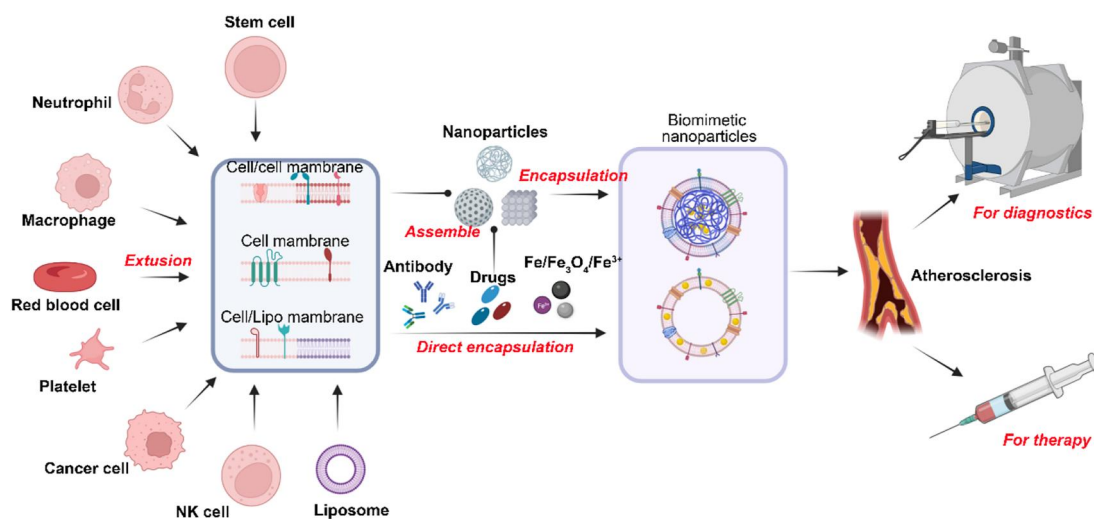 Stem cell
Neutrophil
Macrophage
Extusion
Red blood cell
Platelet
Cancer cell
NK cell
Liposome
Cell/cell mambrane
Cell mambrane
Cell/Lipo mambrane
Nanoparticles
Assemble
Encapsulation
Antibody
Drugs
Fe/Fe₃O₄/Fe³⁺
Fe³⁺
Direct encapsulation
Biomimetic
nanoparticles
Atherosclerosis
For diagnostics
For therapy